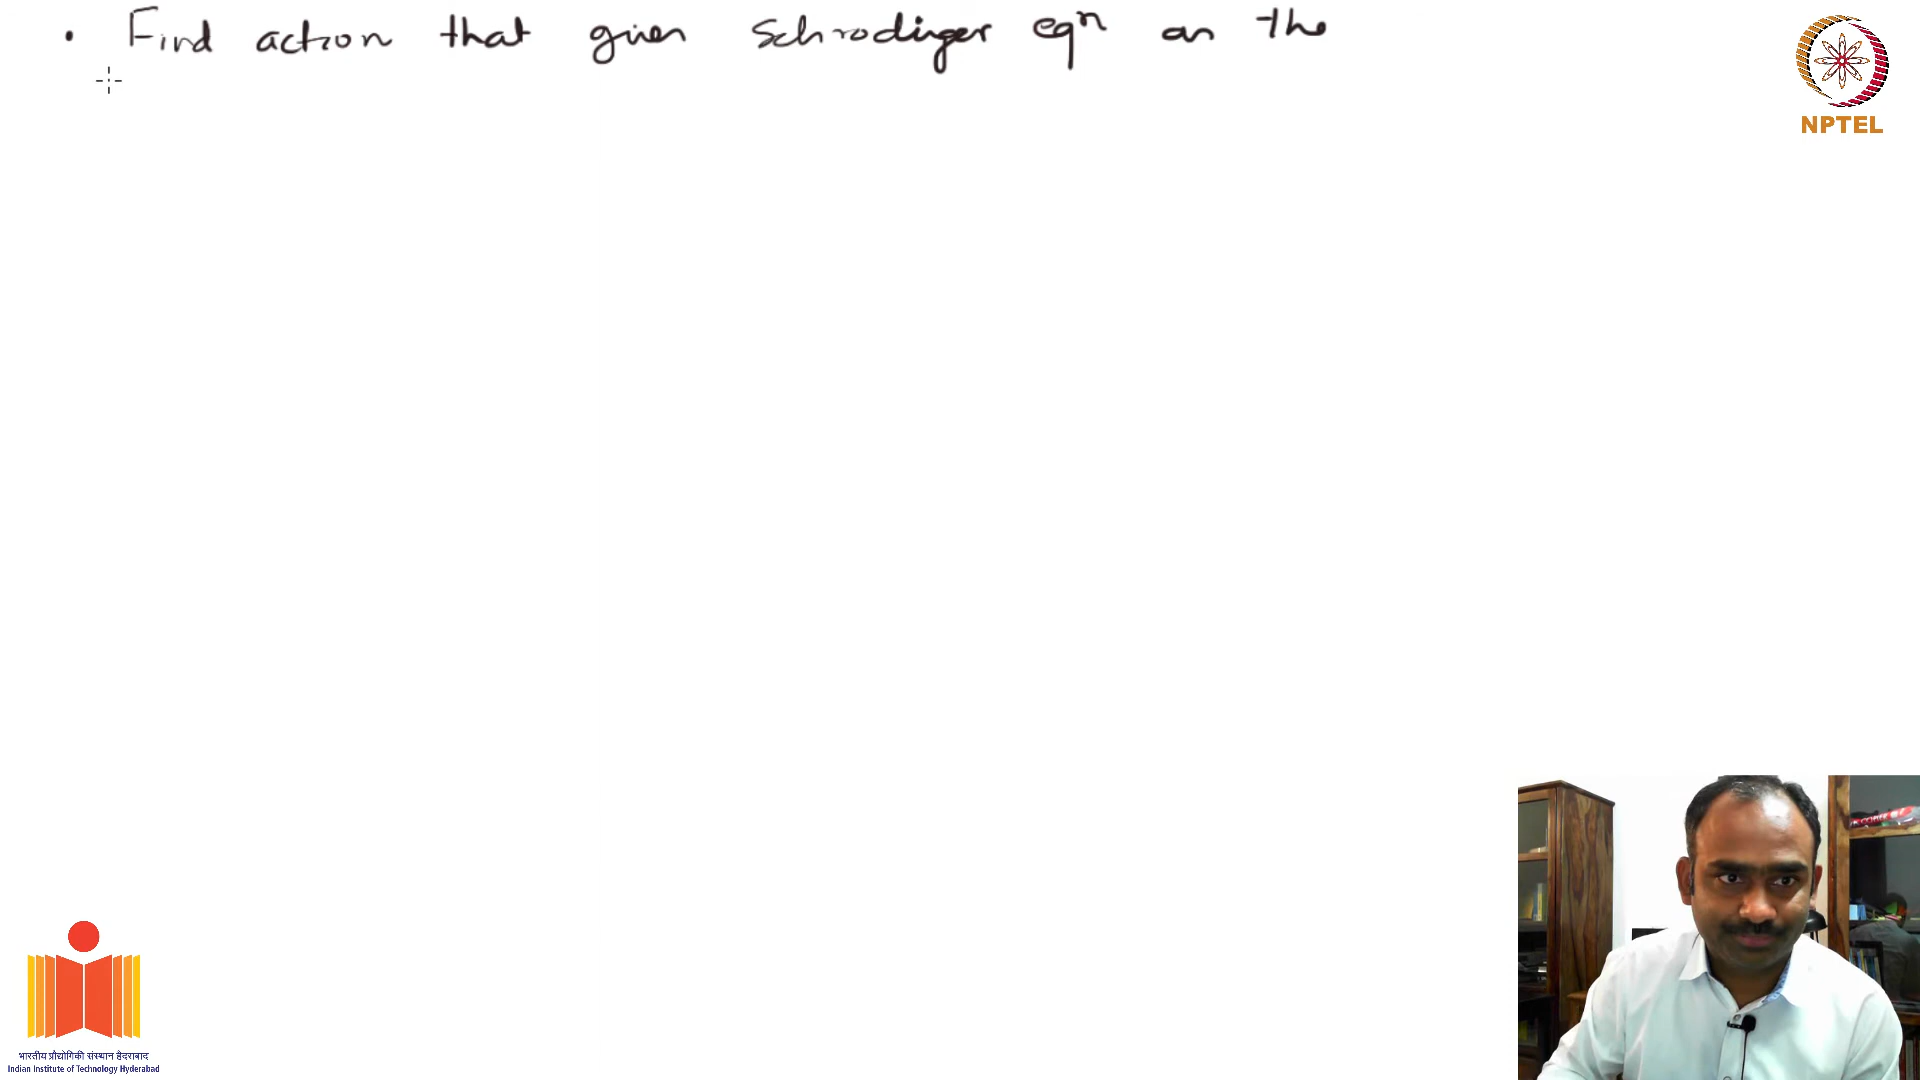 • Find action that gives Schrodinger eqn as the
NPTEL
भारतीय प्रौद्योगिकी संस्थान हैदराबाद
Indian Institute of Technology Hyderabad